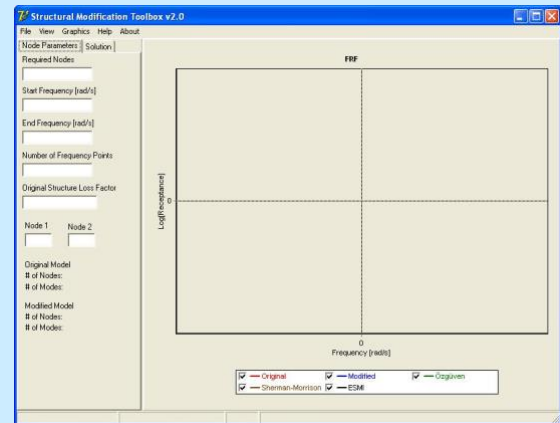 Structural Modification Toolbox v2.0
File View Graphics Help About
Node Parameters Solution
Required Nodes
Start Frequency [rad/s]
End Frequency [rad/s]
Number of Frequency Points
Original Structure Loss Factor
Node 1 Node 2
Original Model
# of Nodes:
# of Modes:
Modified Model
# of Nodes:
# of Modes:
FRF
Log(Receptance)
0
0
Frequency [rad/s]
Original Modified Özgüven
Sherman-Morrison ESMI